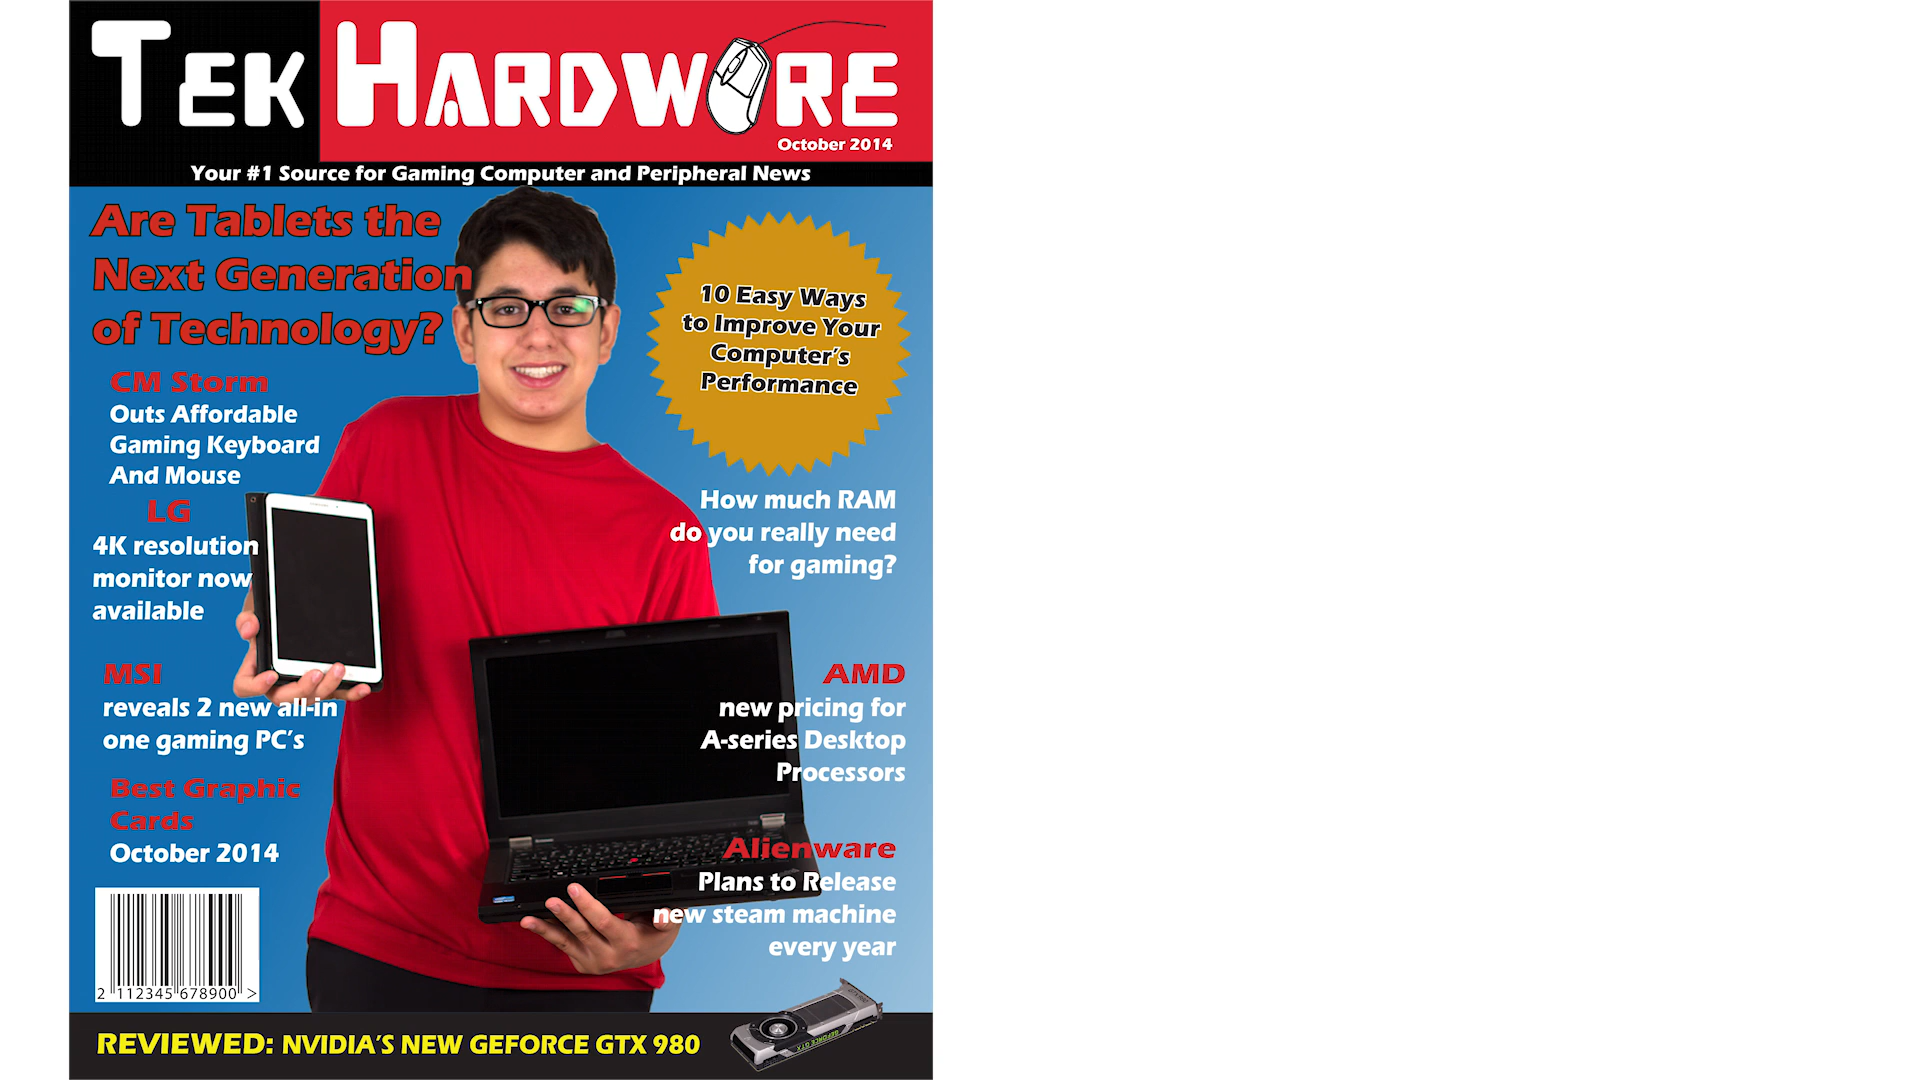 TEK HARDWARE
October 2014
Your #1 Source for Gaming Computer and Peripheral News
Are Tablets the
Next Generation
of Technology?
10 Easy Ways
to Improve Your
Computer's
Performance
CM Storm
Outs Affordable
Gaming Keyboard
And Mouse
LG
4K resolution
monitor now
available
How much RAM
do you really need
for gaming?
MSI
reveals 2 new all-in
one gaming PC's
AMD
new pricing for
A-series Desktop
Processors
Best Graphic
Cards
October 2014
Alienware
Plans to Release
new steam machine
every year
2 112345 678900 >
REVIEWED: NVIDIA'S NEW GEFORCE GTX 980
GEFORCE GTX